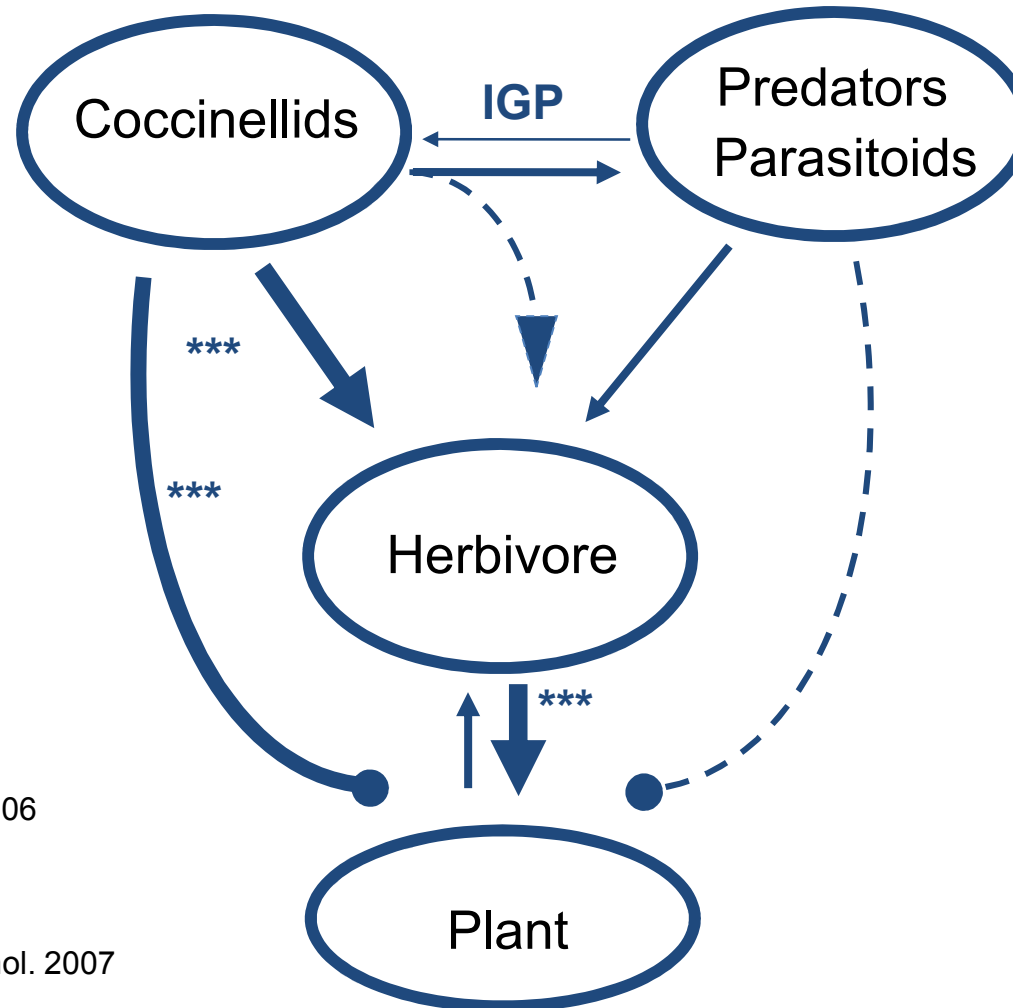 Coccinellids
IGP
Predators
Parasitoids
***
***
Herbivore
***
06
Plant
ol. 2007